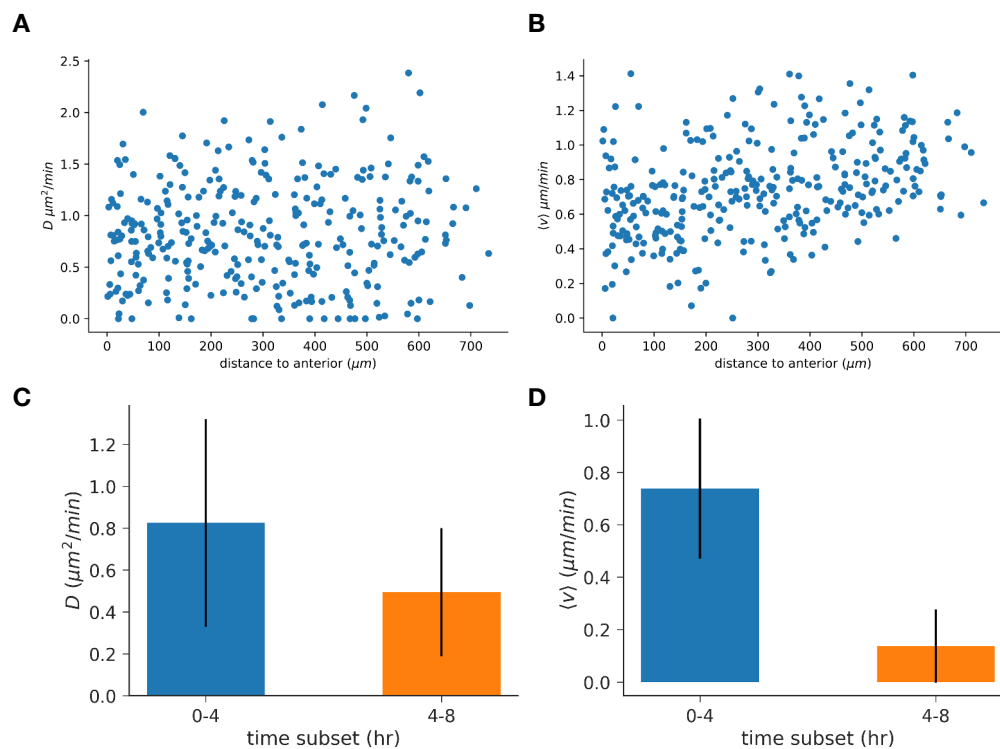 A
D μm²/min
2.5
2.0
1.5
1.0
0.5
0.0
0 100 200 300 400 500 600 700
distance to anterior (μm)
B
⟨v⟩ μm/min
1.4
1.2
1.0
0.8
0.6
0.4
0.2
0.0
0 100 200 300 400 500 600 700
distance to anterior (μm)
C
D (μm²/min)
1.2
1.0
0.8
0.6
0.4
0.2
0.0
0-4 4-8
time subset (hr)
D
⟨v⟩ (μm/min)
1.0
0.8
0.6
0.4
0.2
0.0
0-4 4-8
time subset (hr)